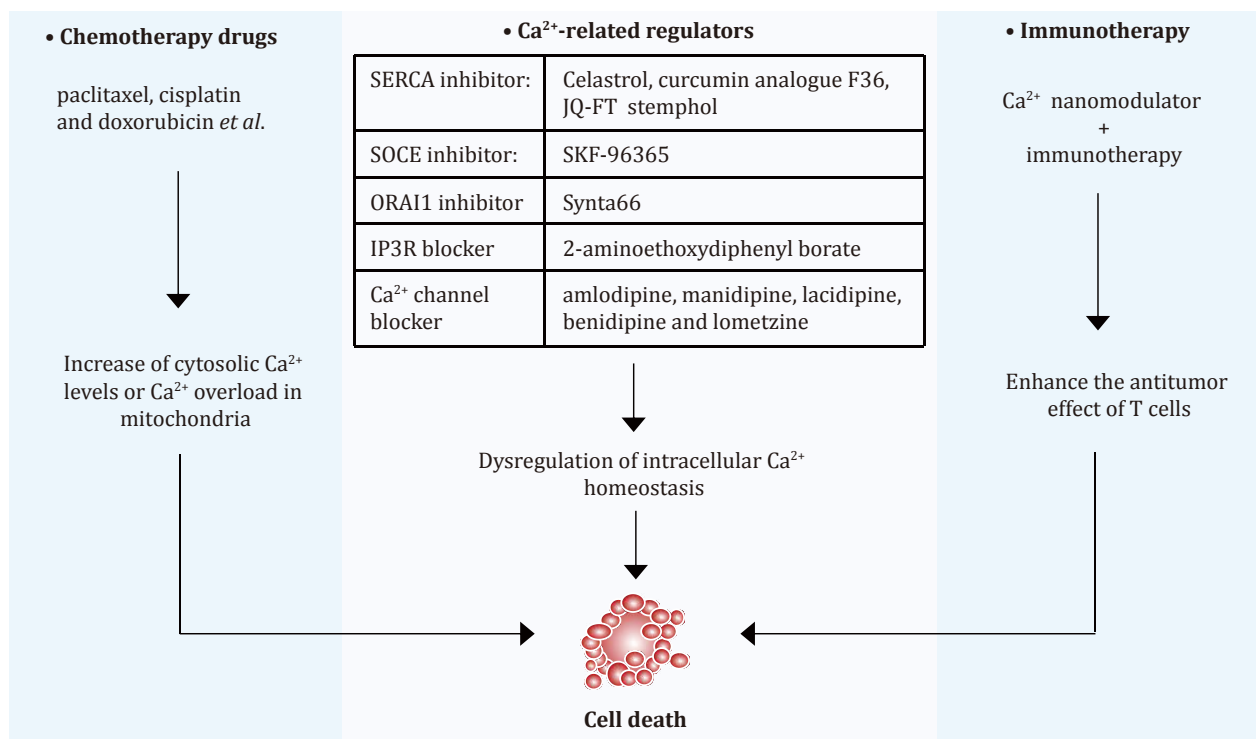 • Chemotherapy drugs
paclitaxel, cisplatin
and doxorubicin et al.
Increase of cytosolic Ca²⁺
levels or Ca²⁺ overload in
mitochondria
• Ca²⁺-related regulators
SERCA inhibitor:
Celastrol, curcumin analogue F36,
JQ-FT stemphol
SOCE inhibitor:
SKF-96365
ORAI1 inhibitor
Synta66
IP3R blocker
2-aminoethoxydiphenyl borate
Ca²⁺ channel
blocker
amlodipine, manidipine, lacidipine,
benidipine and lometzine
Dysregulation of intracellular Ca²⁺
homeostasis
• Immunotherapy
Ca²⁺ nanomodulator
+
immunotherapy
Enhance the antitumor
effect of T cells
Cell death